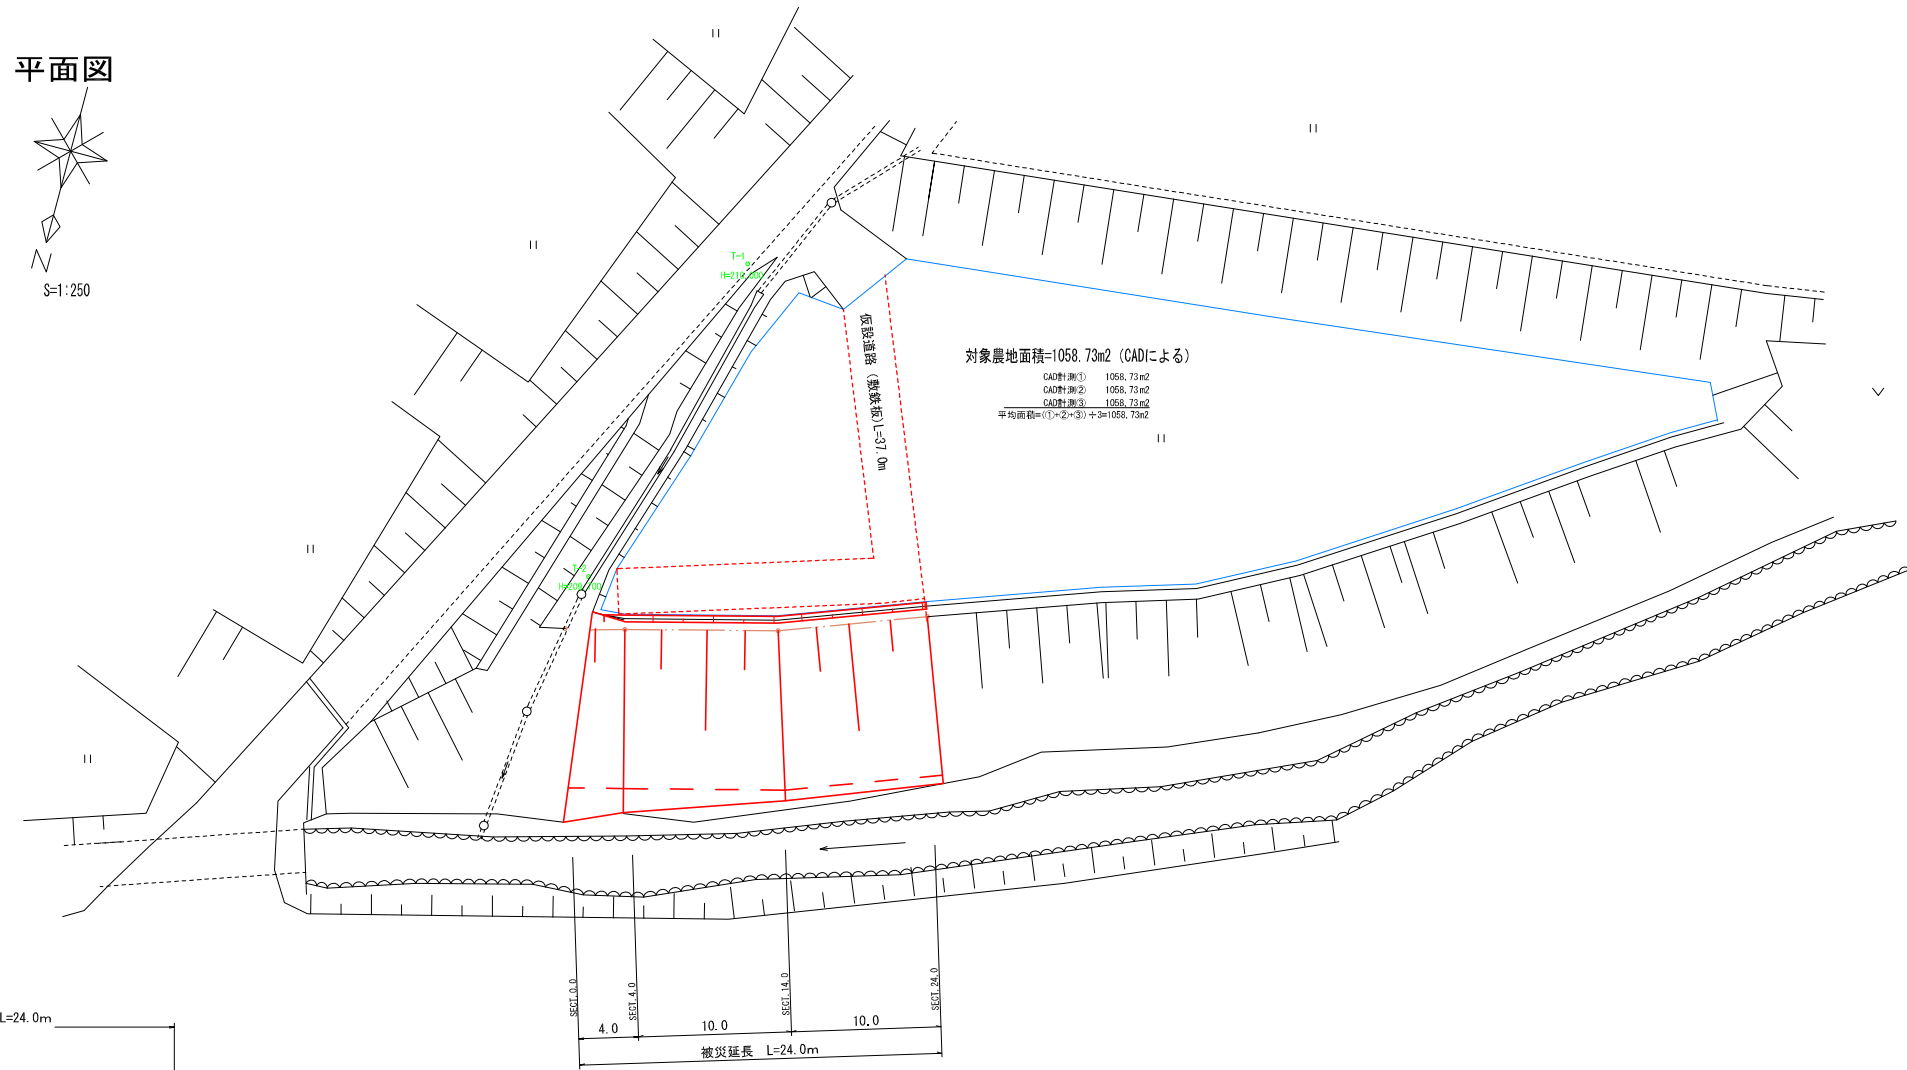 平面図
N
S=1:250
T-1
H=210.000
仮設道路（敷鉄板)L=37.0m
対象農地面積=1058.73m2（CADによる）
CAD計測① 1058.73m2
CAD計測② 1058.73m2
CAD計測③ 1058.73m2
平均面積=(①+②+③)÷3=1058.73m2
T-2
SECT.0.0
SECT.4.0
SECT.14.0
SECT.24.0
L=24.0m
4.0
10.0
10.0
被災延長 L=24.0m